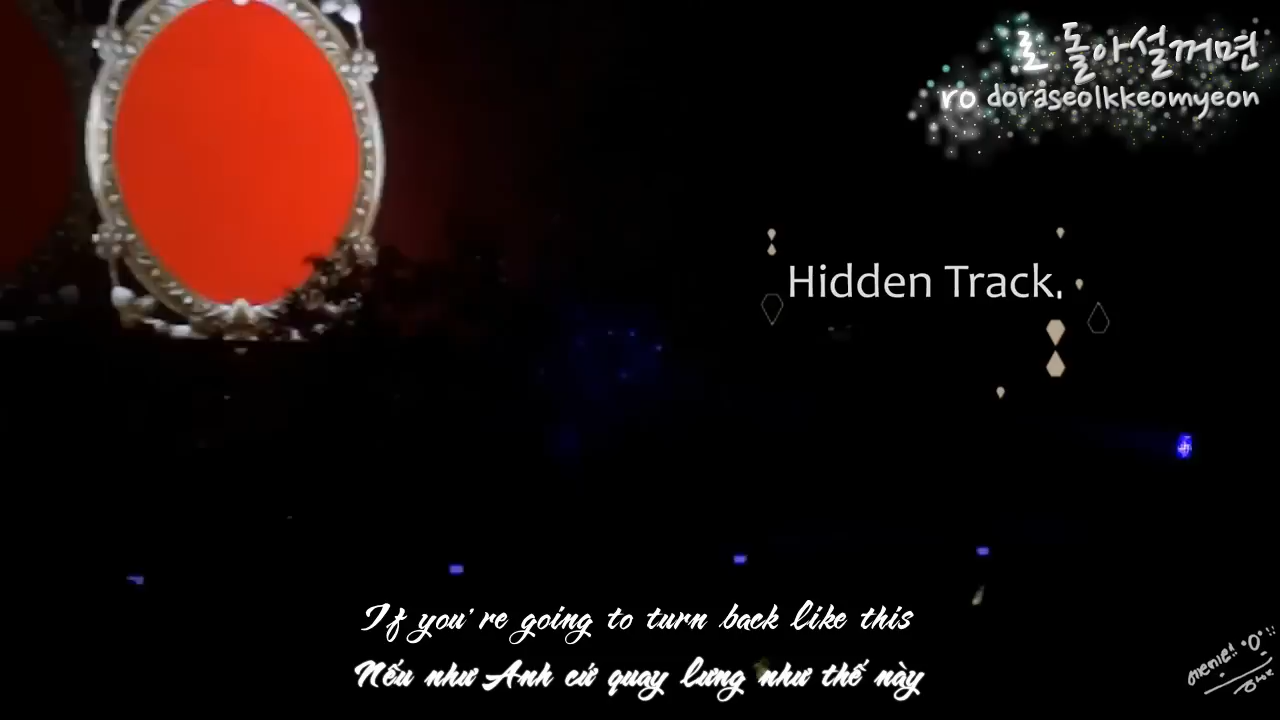 로 돌아설꺼면
ro doraseolkkeomyeon
Hidden Track.
If you're going to turn back like this
Nếu như Anh cứ quay lưng như thế này
menie!!